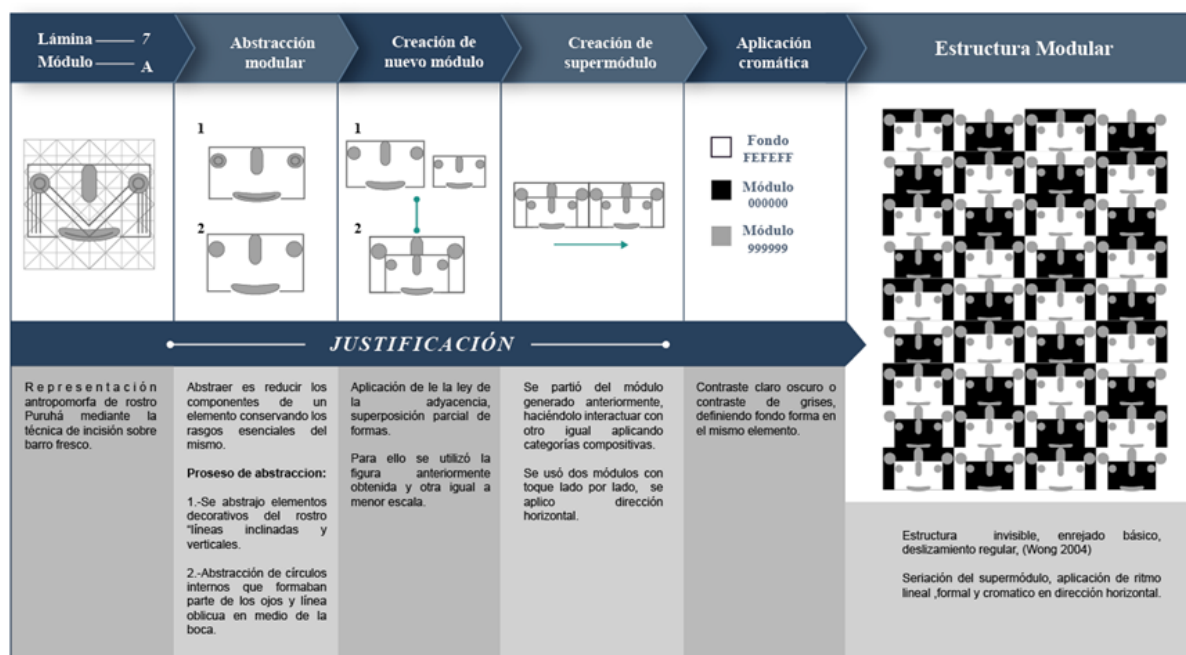 Lámina 7
Módulo A
Abstracción
modular
Creación de
nuevo módulo
Creación de
supermódulo
Aplicación
cromática
Estructura Modular
1
2
1
2
Fondo
FEFEFF
Módulo
000000
Módulo
999999
JUSTIFICACIÓN
Representación
antropomorfa de rostro
Puruhá mediante la
técnica de incisión sobre
barro fresco.
Abstraer es reducir los
componentes de un
elemento conservando los
rasgos esenciales del
mismo.
Proseso de abstraccion:
1.-Se abstrajo elementos
decorativos del rostro
“líneas inclinadas y
verticales.
2.-Abstracción de círculos
internos que formaban
parte de los ojos y línea
oblicua en medio de la
boca.
Aplicación de le la ley de
la adyacencia,
superposición parcial de
formas.
Para ello se utilizó la
figura anteriormente
obtenida y otra igual a
menor escala.
Se partió del módulo
generado anteriormente,
haciéndolo interactuar con
otro igual aplicando
categorías compositivas.
Se usó dos módulos con
toque lado por lado, se
aplico dirección
horizontal.
Contraste claro oscuro o
contraste de grises,
definiendo fondo forma en
el mismo elemento.
Estructura invisible, enrejado básico,
deslizamiento regular, (Wong 2004)
Seriación del supermódulo, aplicación de ritmo
lineal ,formal y cromatico en dirección horizontal.